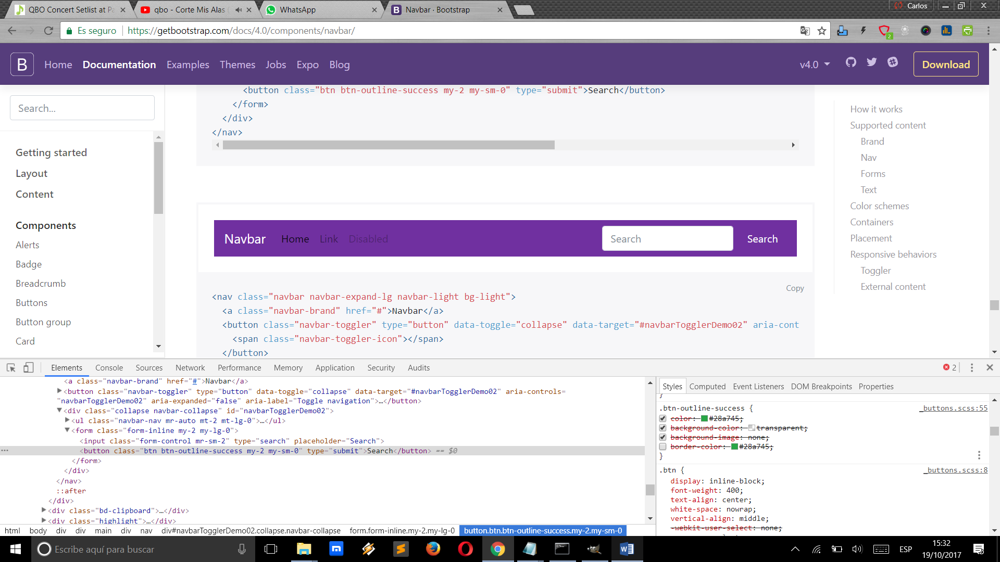 QBO Concert Setlist at Pa
qbo - Corte Mis Alas (
WhatsApp
Navbar · Bootstrap
Carlos
Es seguro
https://getbootstrap.com/docs/4.0/components/navbar/
2
B
Home
Documentation
Examples
Themes
Jobs
Expo
Blog
v4.0
Download
Search...
Getting started
Layout
Content
Components
Alerts
Badge
Breadcrumb
Buttons
Button group
Card
<button class="btn btn-outline-success my-2 my-sm-0" type="submit">Search</button>
</form>
</div>
</nav>
Navbar Home Link Disabled Search Search
Copy
<nav class="navbar navbar-expand-lg navbar-light bg-light">
<a class="navbar-brand" href="#">Navbar</a>
<button class="navbar-toggler" type="button" data-toggle="collapse" data-target="#navbarTogglerDemo02" aria-cont
<span class="navbar-toggler-icon"></span>
</button>
How it works
Supported content
Brand
Nav
Forms
Text
Color schemes
Containers
Placement
Responsive behaviors
Toggler
External content
Elements Console Sources Network Performance Memory Application Security Audits 2
<a class="navbar-brand" href="#">Navbar</a>
<button class="navbar-toggler" type="button" data-toggle="collapse" data-target="#navbarTogglerDemo02" aria-controls=
"navbarTogglerDemo02" aria-expanded="false" aria-label="Toggle navigation">…</button>
<div class="collapse navbar-collapse" id="navbarTogglerDemo02">
<ul class="navbar-nav mr-auto mt-2 mt-lg-0">…</ul>
<form class="form-inline my-2 my-lg-0">
<input class="form-control mr-sm-2" type="search" placeholder="Search">
<button class="btn btn-outline-success my-2 my-sm-0" type="submit">Search</button> == $0
</form>
</div>
</nav>
::after
</div>
<div class="bd-clipboard">…</div>
<div class="highlight">…</div>
html body div div main div nav div#navbarTogglerDemo02.collapse.navbar-collapse form.form-inline.my-2.my-lg-0 button.btn.btn-outline-success.my-2.my-sm-0
Styles Computed Event Listeners DOM Breakpoints Properties
}
.btn-outline-success { _buttons.scss:55
color: #28a745;
background-color: transparent;
background-image: none;
border-color: #28a745;
}
.btn { _buttons.scss:8
display: inline-block;
font-weight: 400;
text-align: center;
white-space: nowrap;
vertical-align: middle;
-webkit-user-select: none;
Escribe aquí para buscar
ESP
15:32
19/10/2017